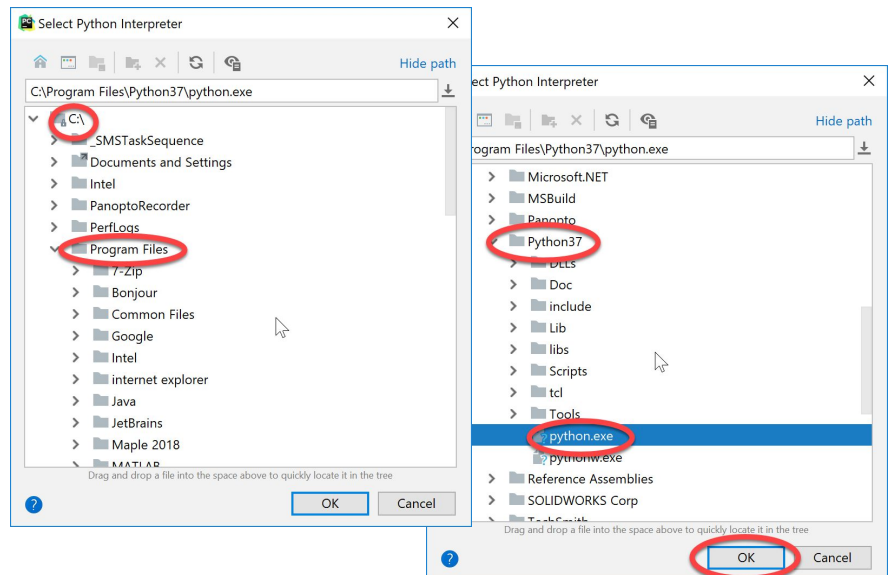 Select Python Interpreter
Hide path
C:\Program Files\Python37\python.exe
C:\
_SMSTaskSequence
Documents and Settings
Intel
PanoptoRecorder
PerfLogs
Program Files
7-Zip
Bonjour
Common Files
Google
Intel
internet explorer
Java
JetBrains
Maple 2018
MATLAB
Drag and drop a file into the space above to quickly locate it in the tree
?
OK
Cancel
ect Python Interpreter
Hide path
rogram Files\Python37\python.exe
Microsoft.NET
MSBuild
Panopto
Python37
DLLs
Doc
include
Lib
libs
Scripts
tcl
Tools
python.exe
pythonw.exe
Reference Assemblies
SOLIDWORKS Corp
TechSmith
Drag and drop a file into the space above to quickly locate it in the tree
?
OK
Cancel